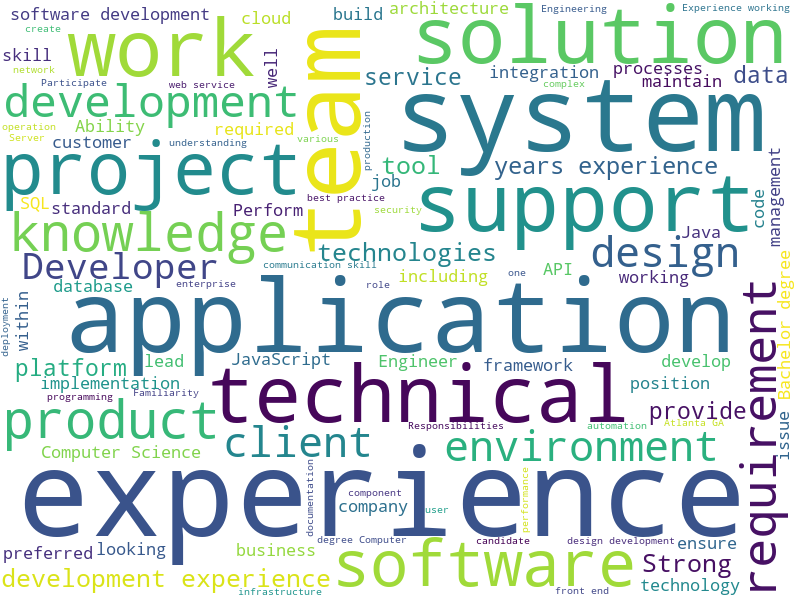 software development
cloud
build
architecture
Engineering
Experience working
create
work
team
solution
skill
well
network
Participate
web service
service
integration
processes
maintain
data
complex
development
system
operation
Server
Ability
required
customer
understanding
various
production
project
tool
years experience
job
best practice
SQL
standard
Perform
security
support
code
management
knowledge
technologies
Java
design
Developer
communication skill
including
one
API
working
database
enterprise
role
application
within
deployment
requirement
Bachelor degree
platform
lead
JavaScript
Engineer
framework
develop
implementation
position
programming
Familiarity
technical
product
provide
Responsibilities
automation
Atlanta GA
client
environment
issue
Computer Science
experience
documentation
component
company
user
performance
preferred
looking
business
degree Computer
candidate
design development
ensure
software
Strong
development experience
infrastructure
front end
technology